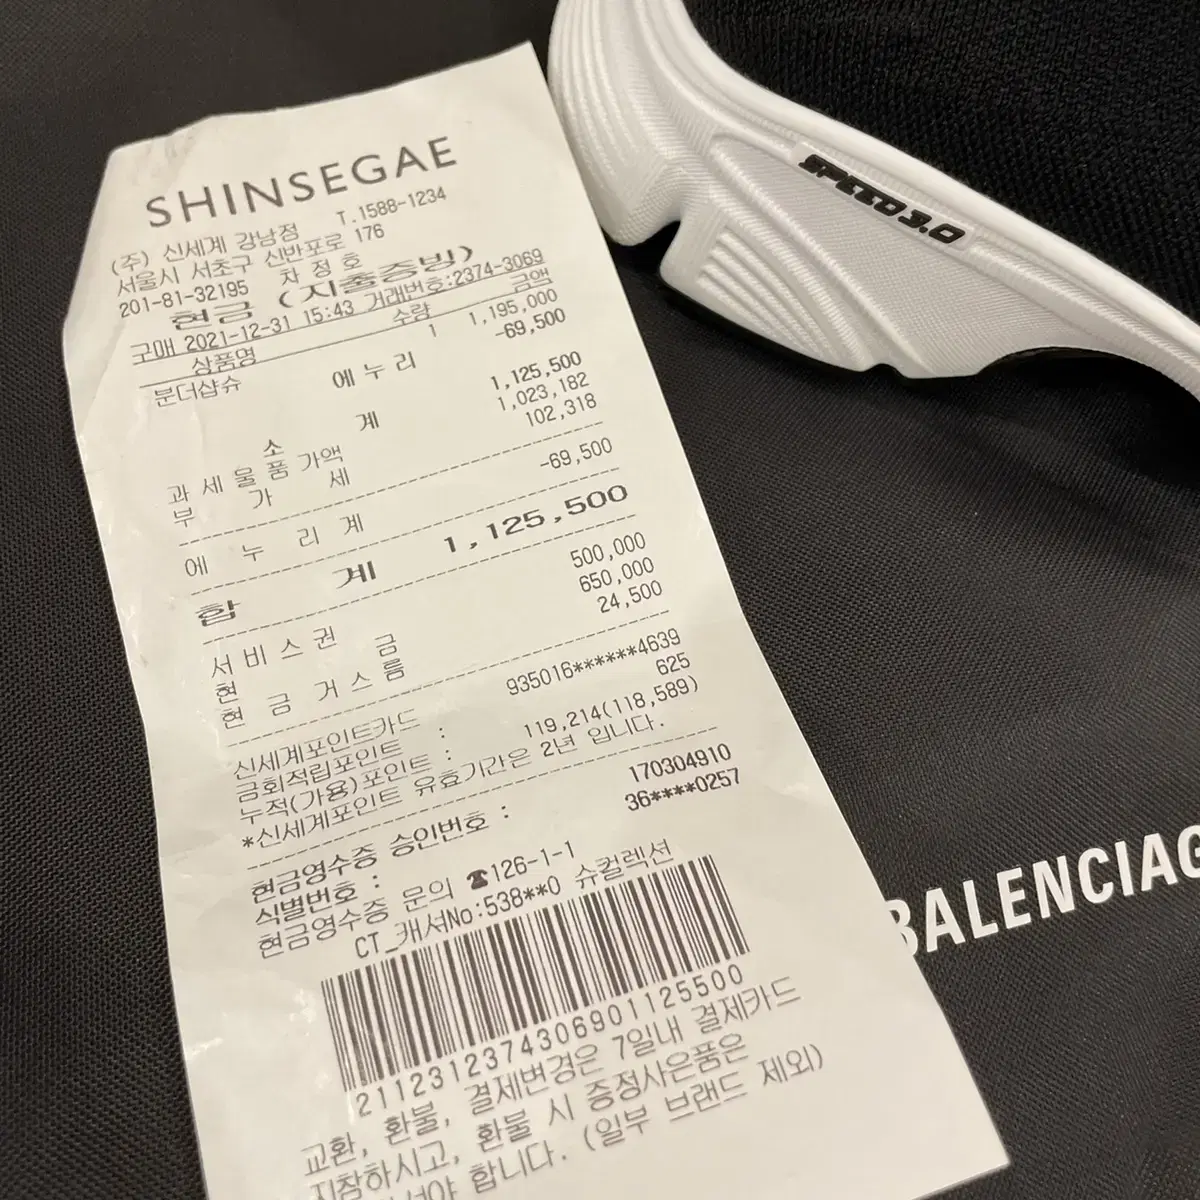 SHINSEGAE
(주) 신세계 강남점 T.1588-1234
서울시 서초구 신반포로 176
201-81-32195 차 정 호
현금 (지출증빙)
구매 2021-12-31 15:43 거래번호:2374-3069
상품명 수량 금액
분더샵슈 1 1,195,000
에누리 -69,500
소 계 1,125,500
과 세 물 품 가액 1,023,182
부 가 세 102,318
에 누 리 계 -69,500
합 계 1,125,500
서 비 스 권 500,000
현 금 650,000
현 금 거 스 름 24,500
신세계포인트카드 935016******4639
금회적립포인트 : 625
누적(가용)포인트 : 119,214(118,589)
*신세계포인트 유효기간은 2년 입니다.
현금영수증 승인번호 : 170304910
식별번호 : 36****0257
현금영수증 문의 ☎126-1-1
CT_캐셔No:538**0 슈컬렉션
2112312374306901125500
교환, 환불, 결제변경은 7일내 결제카드
지참하시고, 환불 시 증정사은품은
합니다. (일부 브랜드 제외)
SPEED 3.0
BALENCIAG